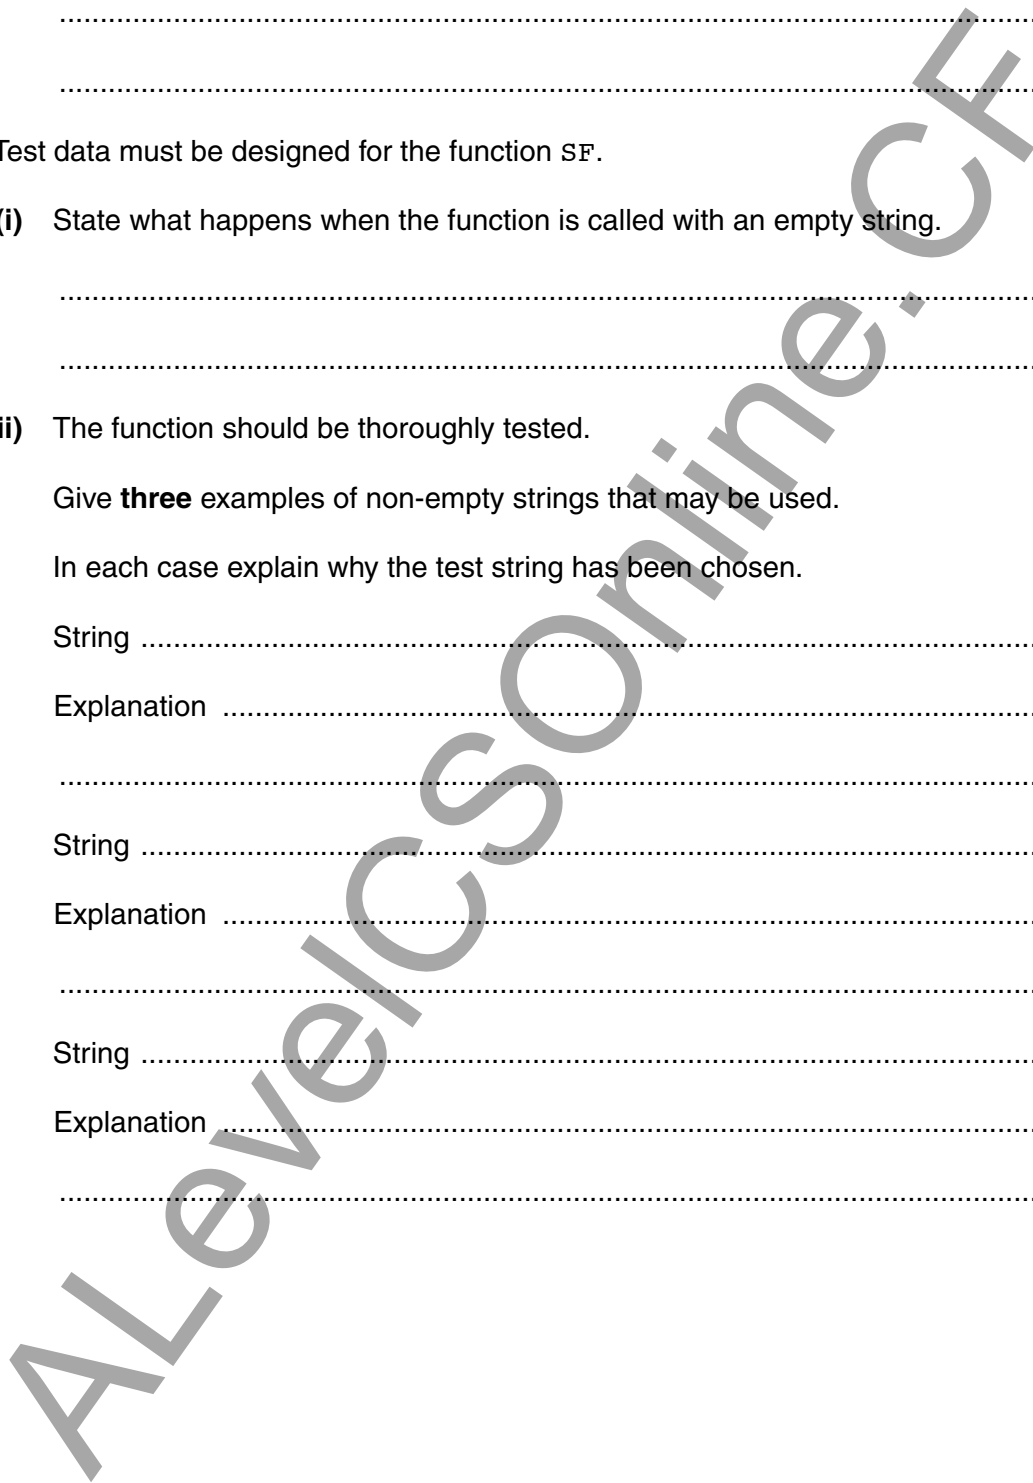 Test data must be designed for the function SF.
(i) State what happens when the function is called with an empty string.
ii) The function should be thoroughly tested.
Give three examples of non-empty strings that may be used.
In each case explain why the test string has been chosen.
String ........................................................................................................
Explanation ........................................................................................................
String ........................................................................................................
Explanation ........................................................................................................
String ........................................................................................................
Explanation ........................................................................................................
ALevelCSOnline.CF